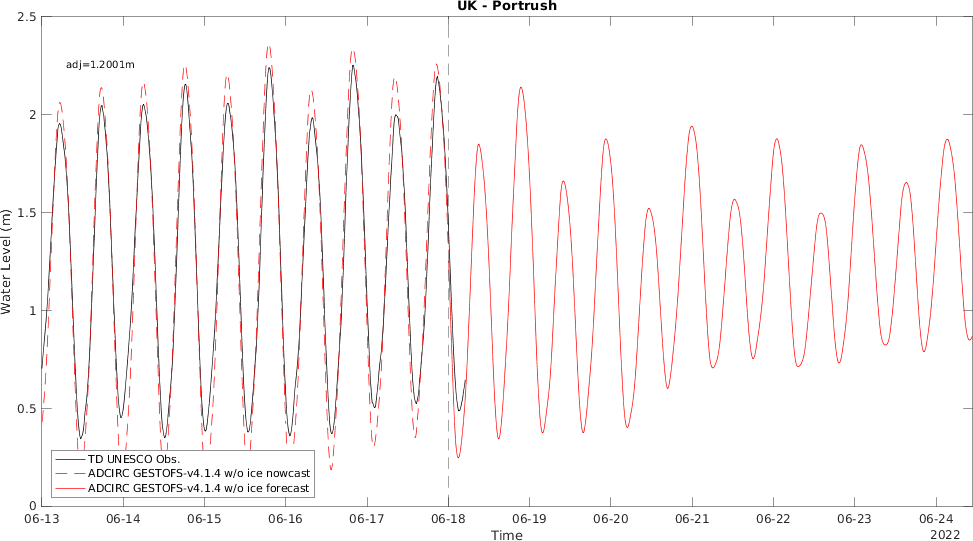 UK - Portrush
2.5
adj=1.2001m
2
1.5
Water Level (m)
1
0.5
TD UNESCO Obs.
ADCIRC GESTOFS-v4.1.4 w/o ice nowcast
ADCIRC GESTOFS-v4.1.4 w/o ice forecast
0
06-13 06-14 06-15 06-16 06-17 06-18 06-19 06-20 06-21 06-22 06-23 06-24
Time 2022